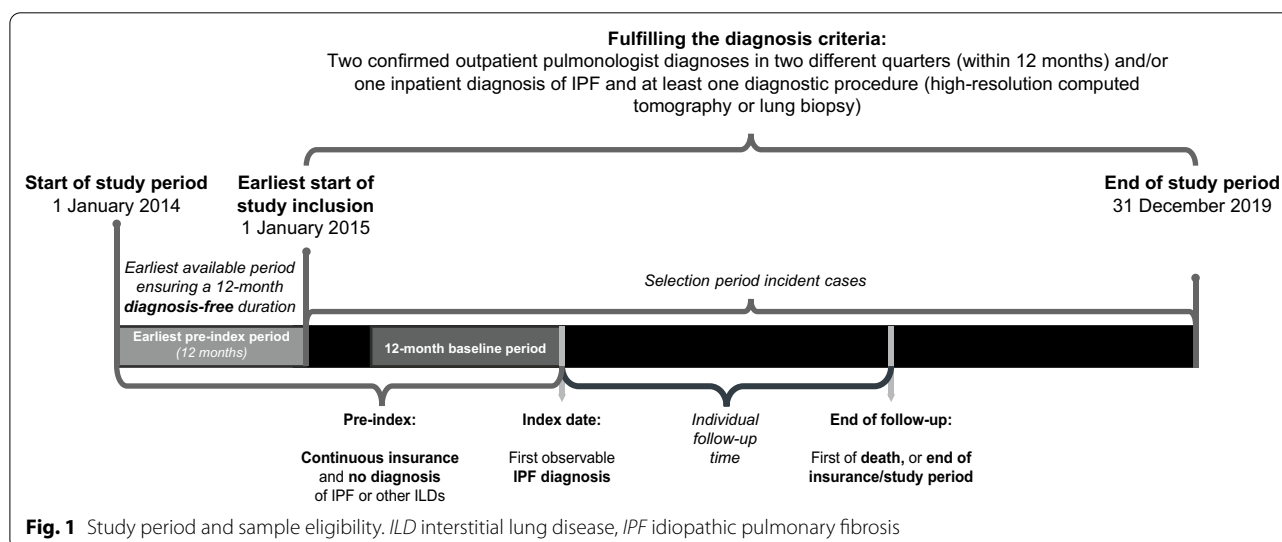 Fulfilling the diagnosis criteria:
Two confirmed outpatient pulmonologist diagnoses in two different quarters (within 12 months) and/or
one inpatient diagnosis of IPF and at least one diagnostic procedure (high-resolution computed
tomography or lung biopsy)
Start of study period
1 January 2014
Earliest start of
study inclusion
1 January 2015
End of study period
31 December 2019
Earliest available period
ensuring a 12-month
diagnosis-free duration
Selection period incident cases
Earliest pre-index period
(12 months)
12-month baseline period
Pre-index:
Continuous insurance
and no diagnosis
of IPF or other ILDs
Index date:
First observable
IPF diagnosis
Individual
follow-up
time
End of follow-up:
First of death, or end of
insurance/study period
Fig. 1 Study period and sample eligibility. ILD interstitial lung disease, IPF idiopathic pulmonary fibrosis